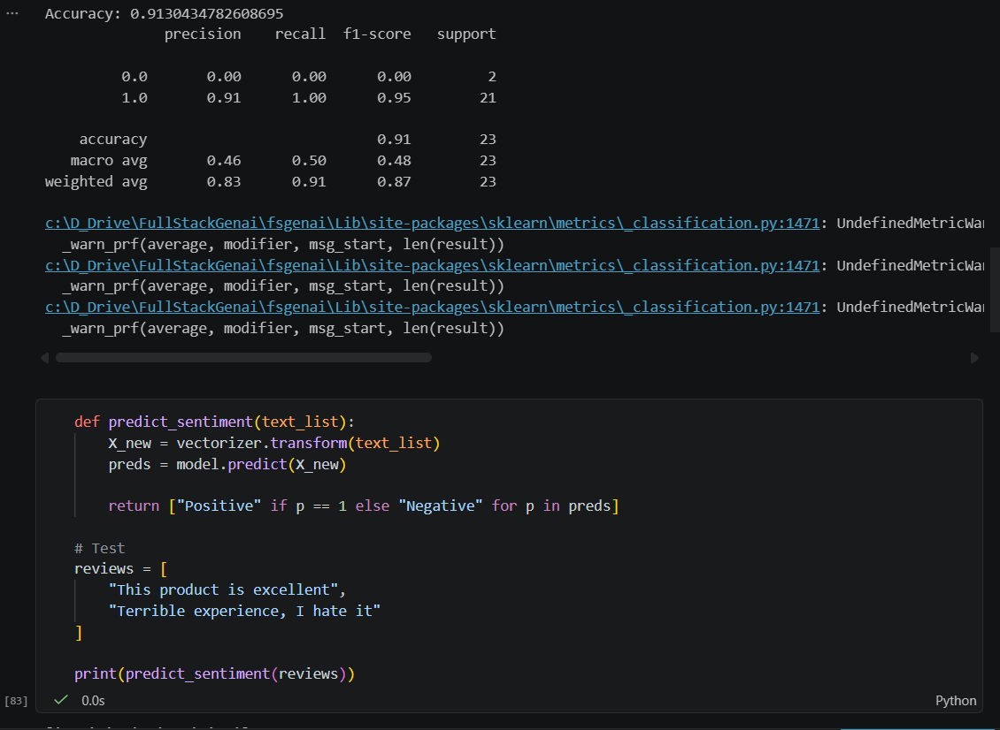 Accuracy: 0.9130434782608695
precision recall f1-score support
0.0 0.00 0.00 0.00 2
1.0 0.91 1.00 0.95 21
accuracy 0.91 23
macro avg 0.46 0.50 0.48 23
weighted avg 0.83 0.91 0.87 23
c:\D_Drive\FullStackGenai\fsgenai\Lib\site-packages\sklearn\metrics\_classification.py:1471: UndefinedMetricWar
_warn_prf(average, modifier, msg_start, len(result))
c:\D_Drive\FullStackGenai\fsgenai\Lib\site-packages\sklearn\metrics\_classification.py:1471: UndefinedMetricWar
_warn_prf(average, modifier, msg_start, len(result))
c:\D_Drive\FullStackGenai\fsgenai\Lib\site-packages\sklearn\metrics\_classification.py:1471: UndefinedMetricWar
_warn_prf(average, modifier, msg_start, len(result))
def predict_sentiment(text_list):
X_new = vectorizer.transform(text_list)
preds = model.predict(X_new)
return ["Positive" if p == 1 else "Negative" for p in preds]
# Test
reviews = [
"This product is excellent",
"Terrible experience, I hate it"
]
print(predict_sentiment(reviews))
[83] 0.0s Python